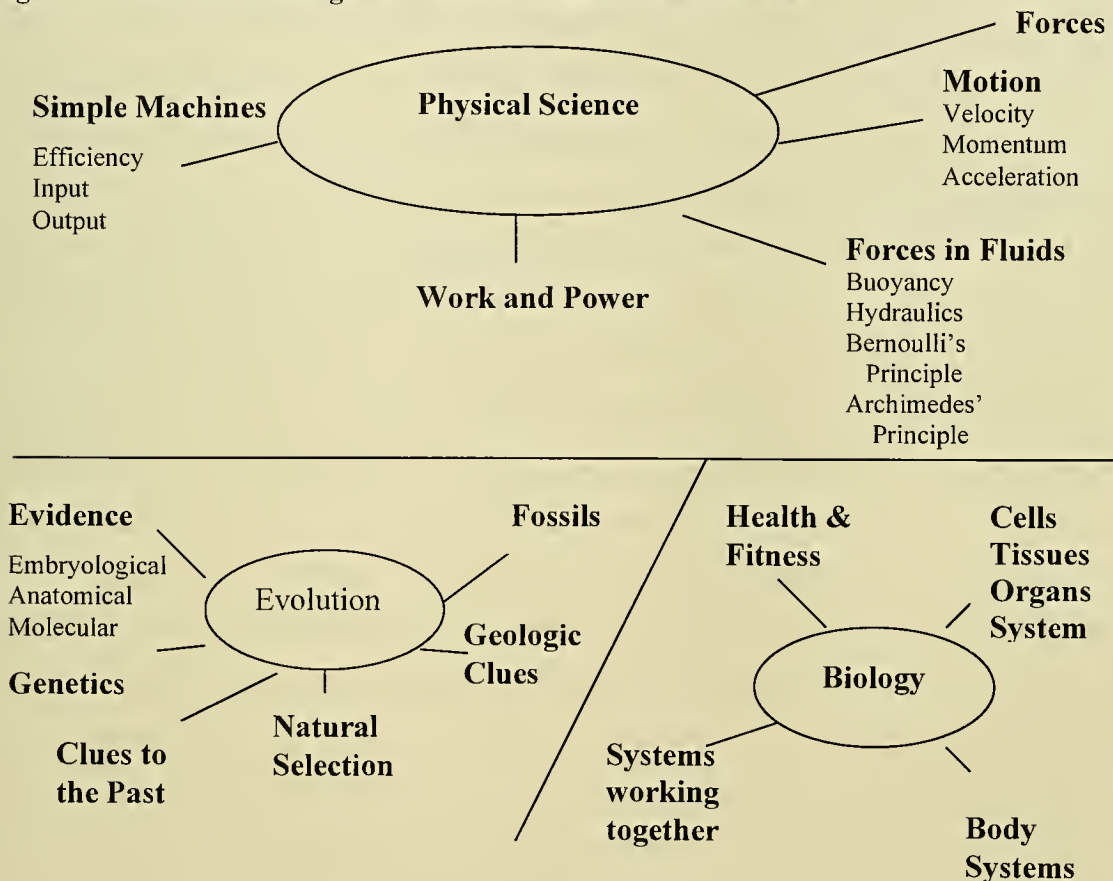 Forces
Physical Science
Simple Machines
Efficiency
Input
Output
Motion
Velocity
Momentum
Acceleration
Forces in Fluids
Buoyancy
Hydraulics
Bernoulli's
Principle
Archimedes'
Principle
Work and Power
Evidence
Embryological
Anatomical
Molecular
Fossils
Evolution
Geologic
Clues
Genetics
Clues to
the Past
Natural
Selection
Health &
Fitness
Cells
Tissues
Organs
System
Biology
Systems
working
together
Body
Systems